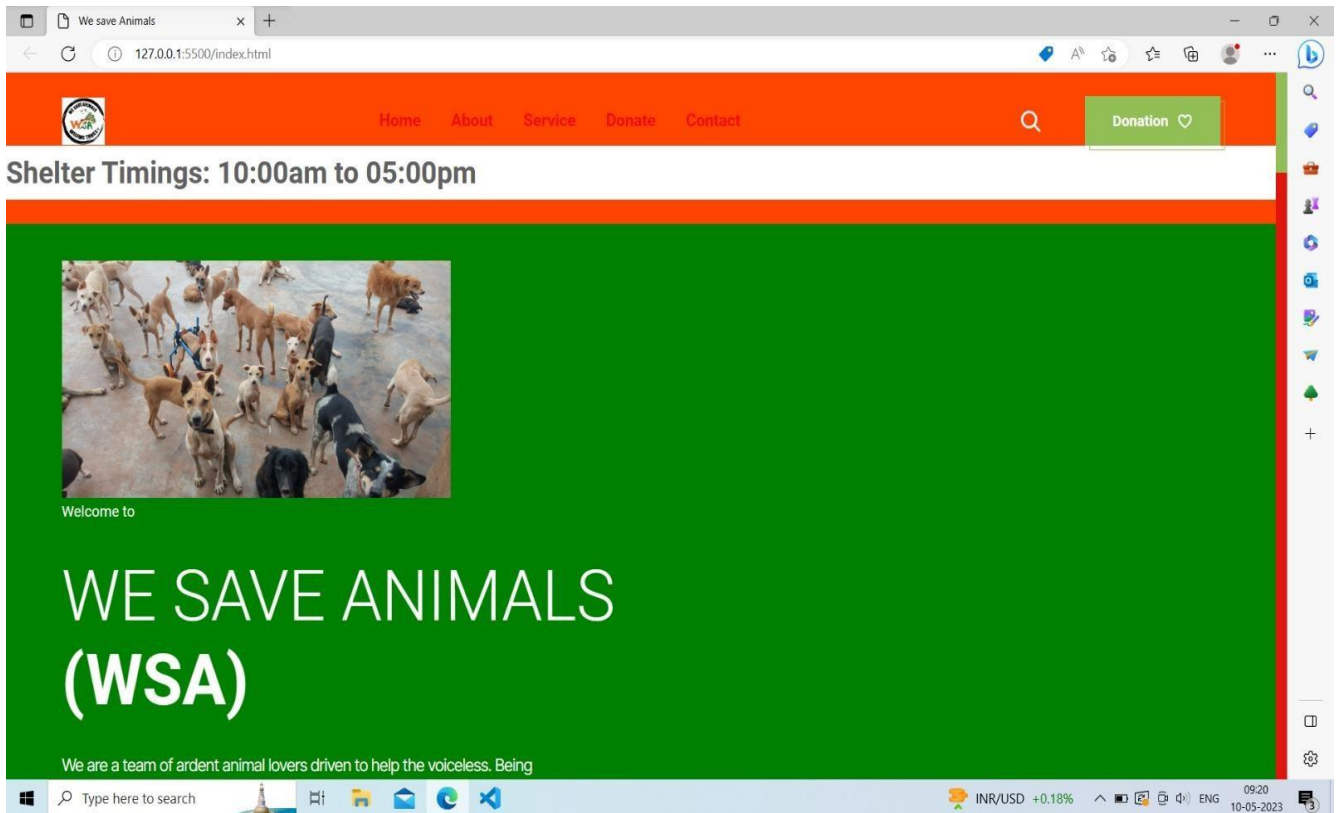 We save Animals
127.0.0.1:5500/index.html
WSA
Home About Service Donate Contact
Donation
Shelter Timings: 10:00am to 05:00pm
Welcome to
WE SAVE ANIMALS
(WSA)
We are a team of ardent animal lovers driven to help the voiceless. Being
Type here to search
INR/USD +0.18%
ENG
09:20
10-05-2023
3